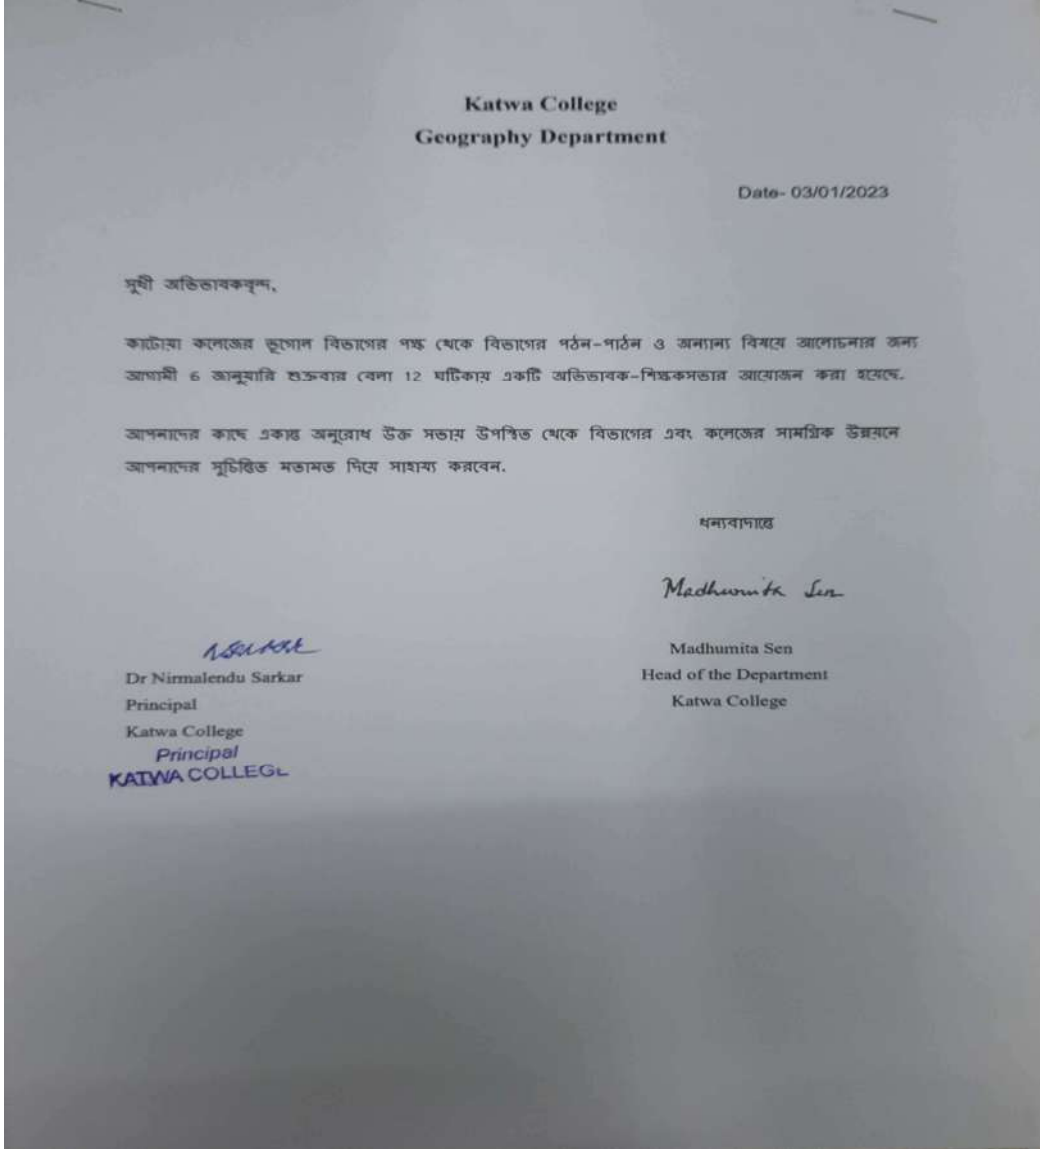 Katwa College
Geography Department
Date- 03/01/2023
সুধী অভিভাবকবৃন্দ,
কাটোয়া কলেজের ভূগোল বিভাগের পক্ষ থেকে বিভাগের পঠন-পাঠন ও অন্যান্য বিষয়ে আলোচনার জন্য
আগামী 6 জানুয়ারি শুক্রবার বেলা 12 ঘটিকায় একটি অভিভাবক-শিক্ষকসভার আয়োজন করা হয়েছে.
আপনাদের কাছে একান্ত অনুরোধ উক্ত সভায় উপস্থিত থেকে বিভাগের এবং কলেজের সামগ্রিক উন্নয়নে
আপনাদের সুচিন্তিত মতামত দিয়ে সাহায্য করবেন.
ধন্যবাদান্তে
Madhumita Sen
NSarkar
Madhumita Sen
Dr Nirmalendu Sarkar
Head of the Department
Principal
Katwa College
Katwa College
Principal
KATWA COLLEGE